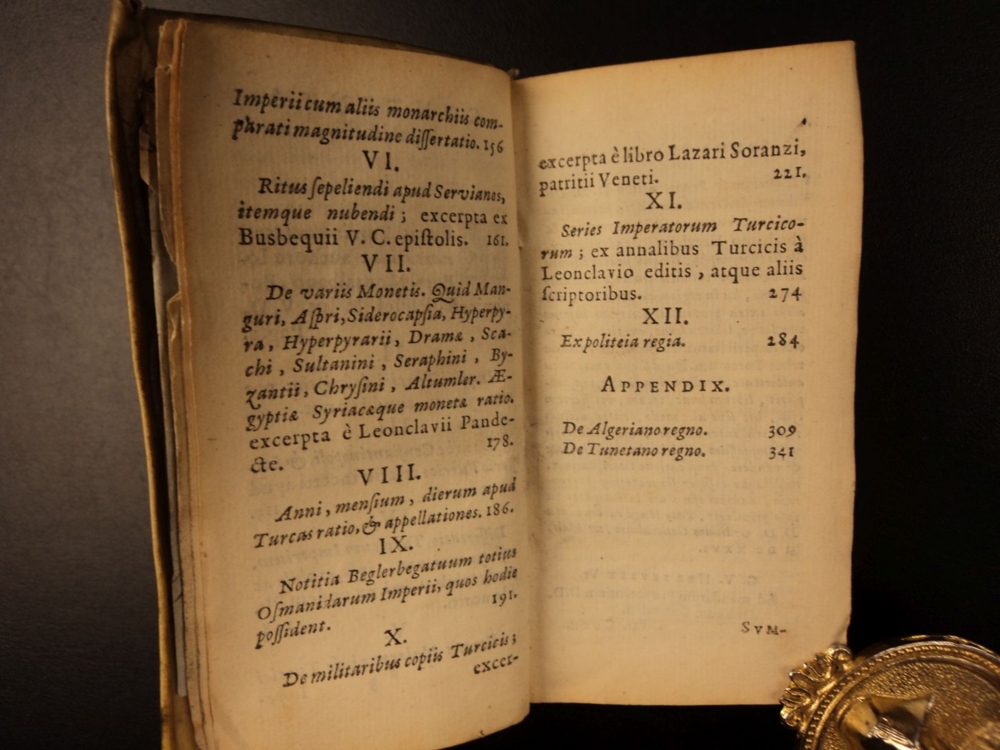 Imperii cum aliis monarchiis com-
parati magnitudine diſſertatio. 156
VI.
Ritus ſepeliendi apud Servianos,
itemque nubendi ; excerpta ex
Busbequii V. C. epiſtolis. 161.
VII.
De variis Monetis. Quid Man-
guri, Aſpri, Siderocapſia, Hyperpy-
ra, Hyperpyrarii, Dramæ, Sca-
chi, Sultanini, Seraphini, By-
zantii, Chryſini, Altumler. Æ-
gyptiæ Syriacæque monetæ ratio.
excerpta è Leonclavii Pande-
cte. 178.
VIII.
Anni, menſium, dierum apud
Turcas ratio, & appellationes. 186.
IX.
Notitia Beglerbegatuum totius
Oſmanidarum Imperii, quos hodie
poſſident. 191.
X.
De militaribus copiis Turcicis ;
excer-
excerpta è libro Lazari Soranzi,
patritii Veneti. 221.
XI.
Series Imperatorum Turcico-
rum ; ex annalibus Turcicis à
Leonclavio editis, atque aliis
ſcriptoribus. 274
XII.
Ex politeia regia. 284
APPENDIX.
De Algeriano regno. 309
De Tunetano regno. 341
SVM-